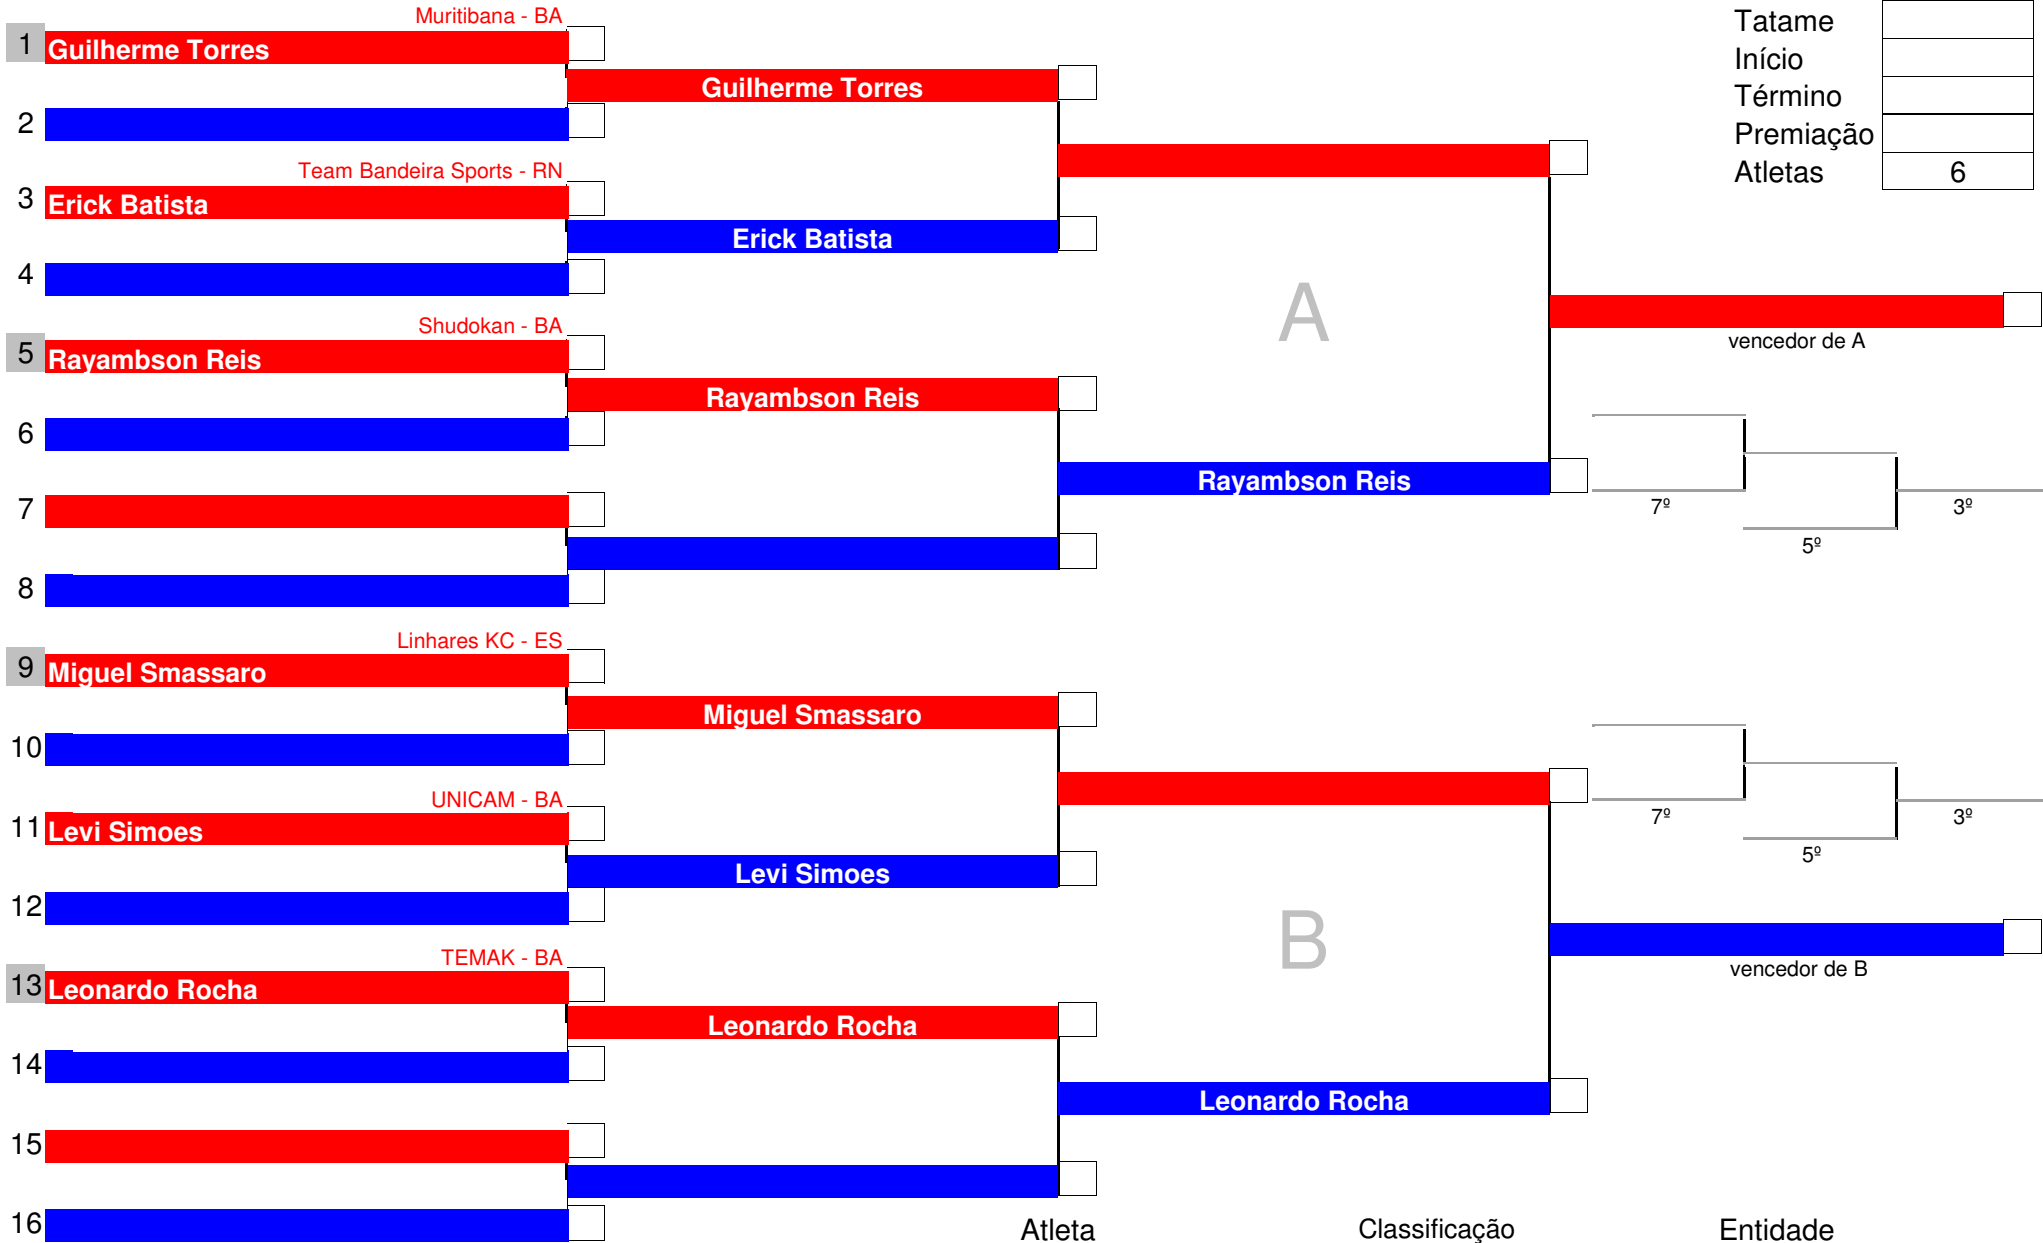 Muritibana - BA
1 Guilherme Torres
Guilherme Torres
2
Team Bandeira Sports - RN
3 Erick Batista
Erick Batista
4
Shudokan - BA
5 Rayambson Reis
Rayambson Reis
6
Rayambson Reis
7
8
Linhares KC - ES
9 Miguel Smassaro
Miguel Smassaro
10
UNICAM - BA
11 Levi Simoes
Levi Simoes
12
TEMAK - BA
13 Leonardo Rocha
Leonardo Rocha
14
Leonardo Rocha
15
16
A
B
Tatame
Início
Término
Premiação
Atletas 6
vencedor de A
7º
3º
5º
7º
3º
5º
vencedor de B
Atleta Classificação Entidade